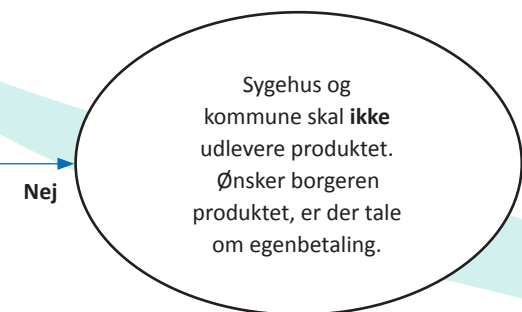 Sygehus og
kommune skal ikke
udlevere produktet.
Ønsker borgeren
produktet, er der tale
om egenbetaling.
Nej